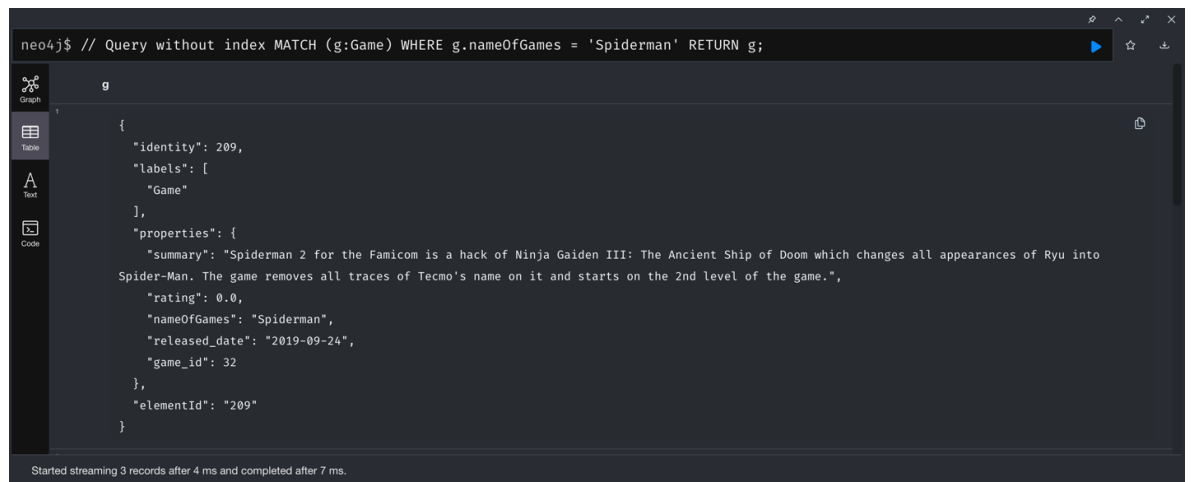 neo4j$ // Query without index MATCH (g:Game) WHERE g.nameOfGames = 'Spiderman' RETURN g;
Graph
Table
Text
Code
g
1
{
"identity": 209,
"labels": [
"Game"
],
"properties": {
"summary": "Spiderman 2 for the Famicom is a hack of Ninja Gaiden III: The Ancient Ship of Doom which changes all appearances of Ryu into
Spider-Man. The game removes all traces of Tecmo's name on it and starts on the 2nd level of the game.",
"rating": 0.0,
"nameOfGames": "Spiderman",
"released_date": "2019-09-24",
"game_id": 32
},
"elementId": "209"
}
Started streaming 3 records after 4 ms and completed after 7 ms.